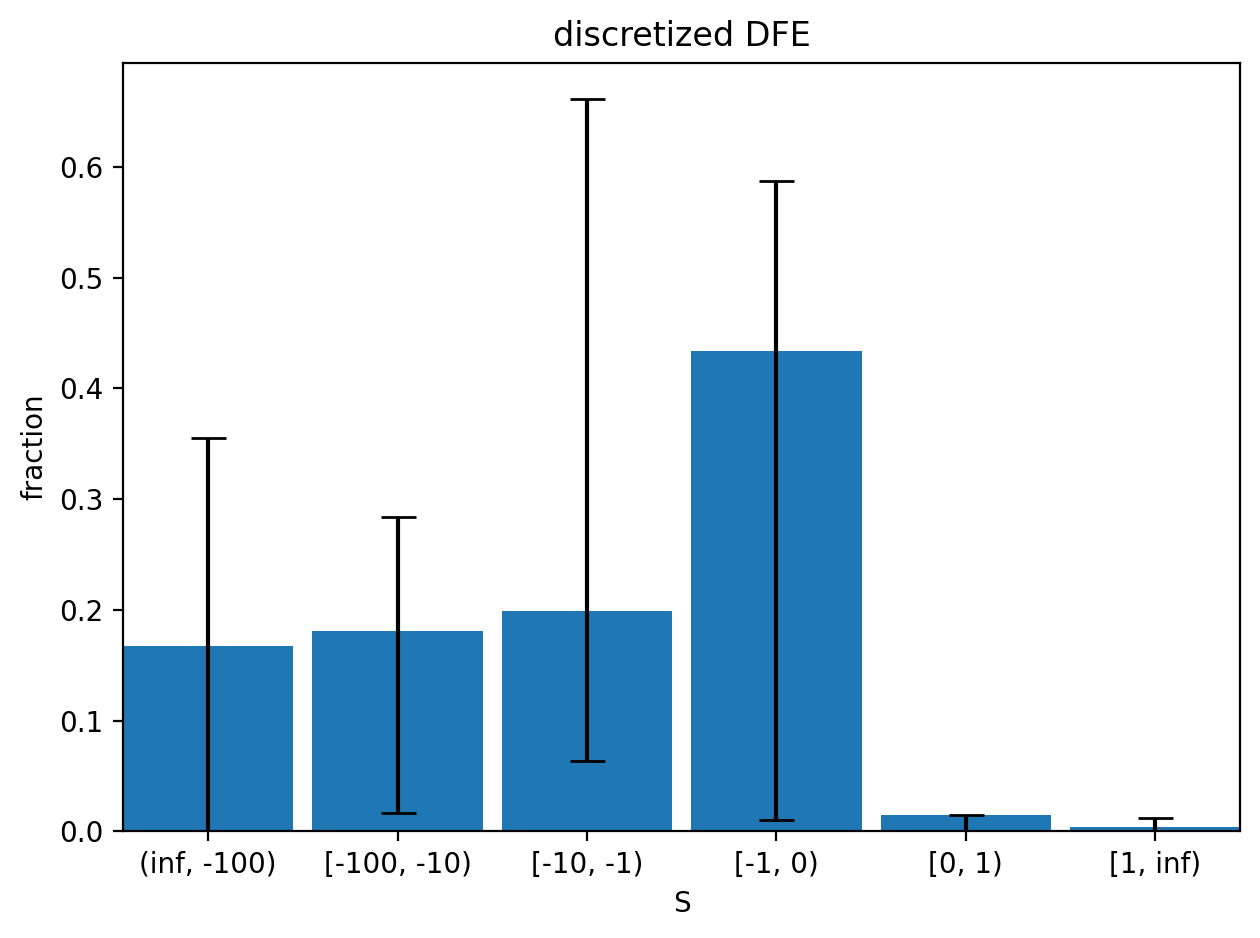 discretized DFE
fraction
0.6
0.5
0.4
0.3
0.2
0.1
0.0
(inf, -100) [-100, -10) [-10, -1) [-1, 0) [0, 1) [1, inf)
S